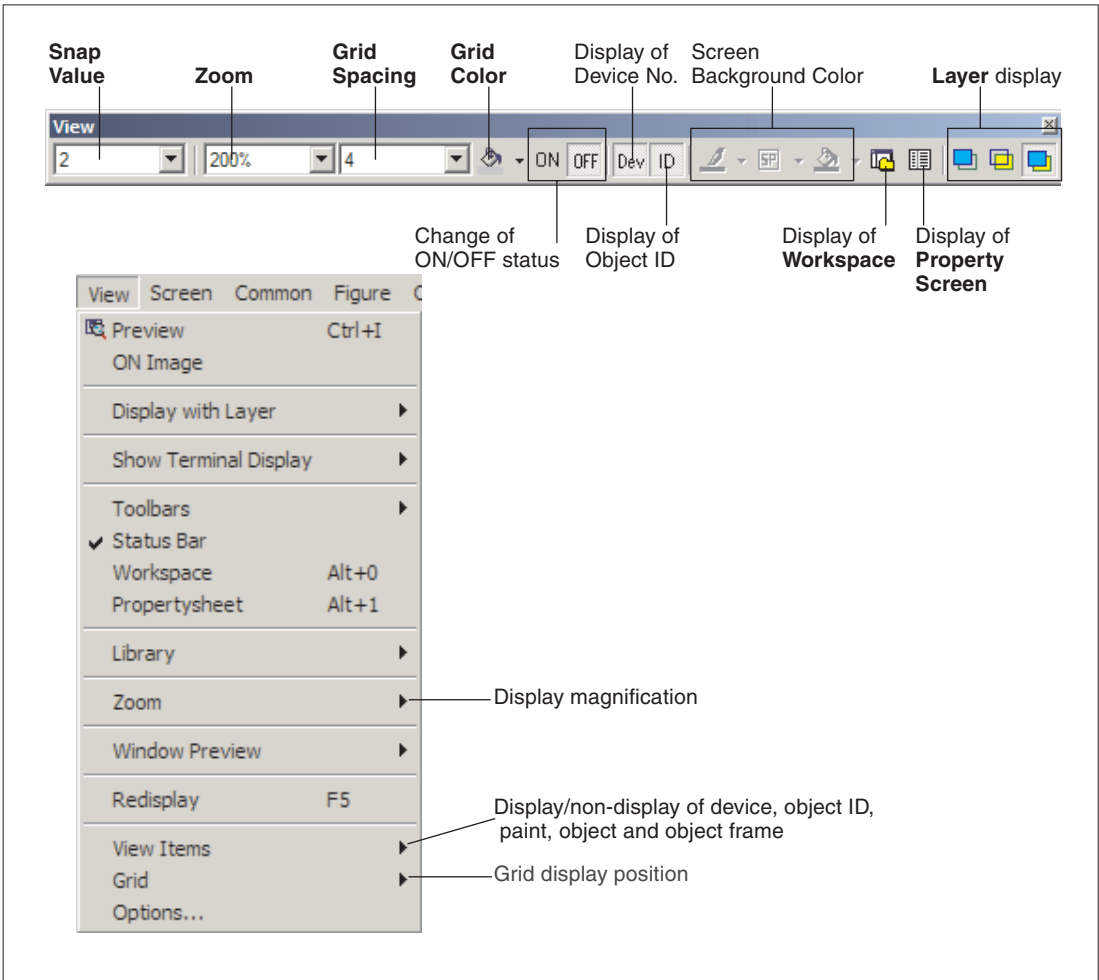 Snap Value
Zoom
Grid Spacing
Grid Color
Display of Device No.
Screen Background Color
Layer display
View
2
200%
4
ON OFF Dev ID
SP
Change of ON/OFF status
Display of Object ID
Display of Workspace
Display of Property Screen
View Screen Common Figure
Preview Ctrl+I
ON Image
Display with Layer
Show Terminal Display
Toolbars
Status Bar
Workspace Alt+0
Propertysheet Alt+1
Library
Zoom
Display magnification
Window Preview
Redisplay F5
Display/non-display of device, object ID,
paint, object and object frame
View Items
Grid
Grid display position
Options...